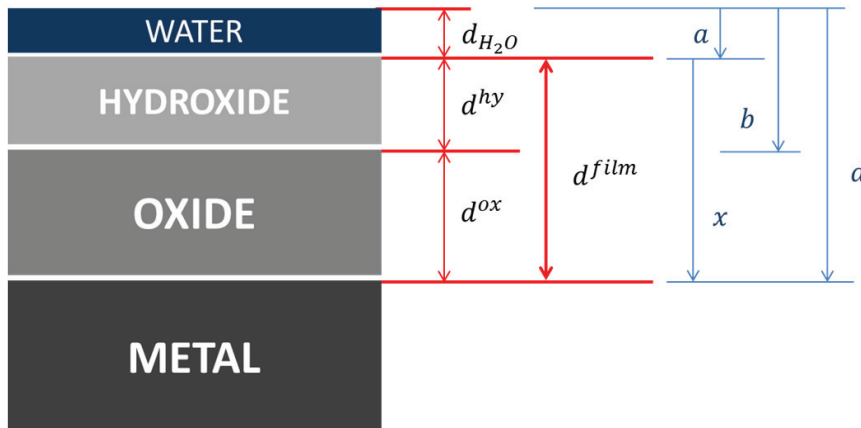 WATER
HYDROXIDE
OXIDE
METAL
d_{H_2O}
d^{hy}
d^{ox}
d^{film}
a
x
b
d